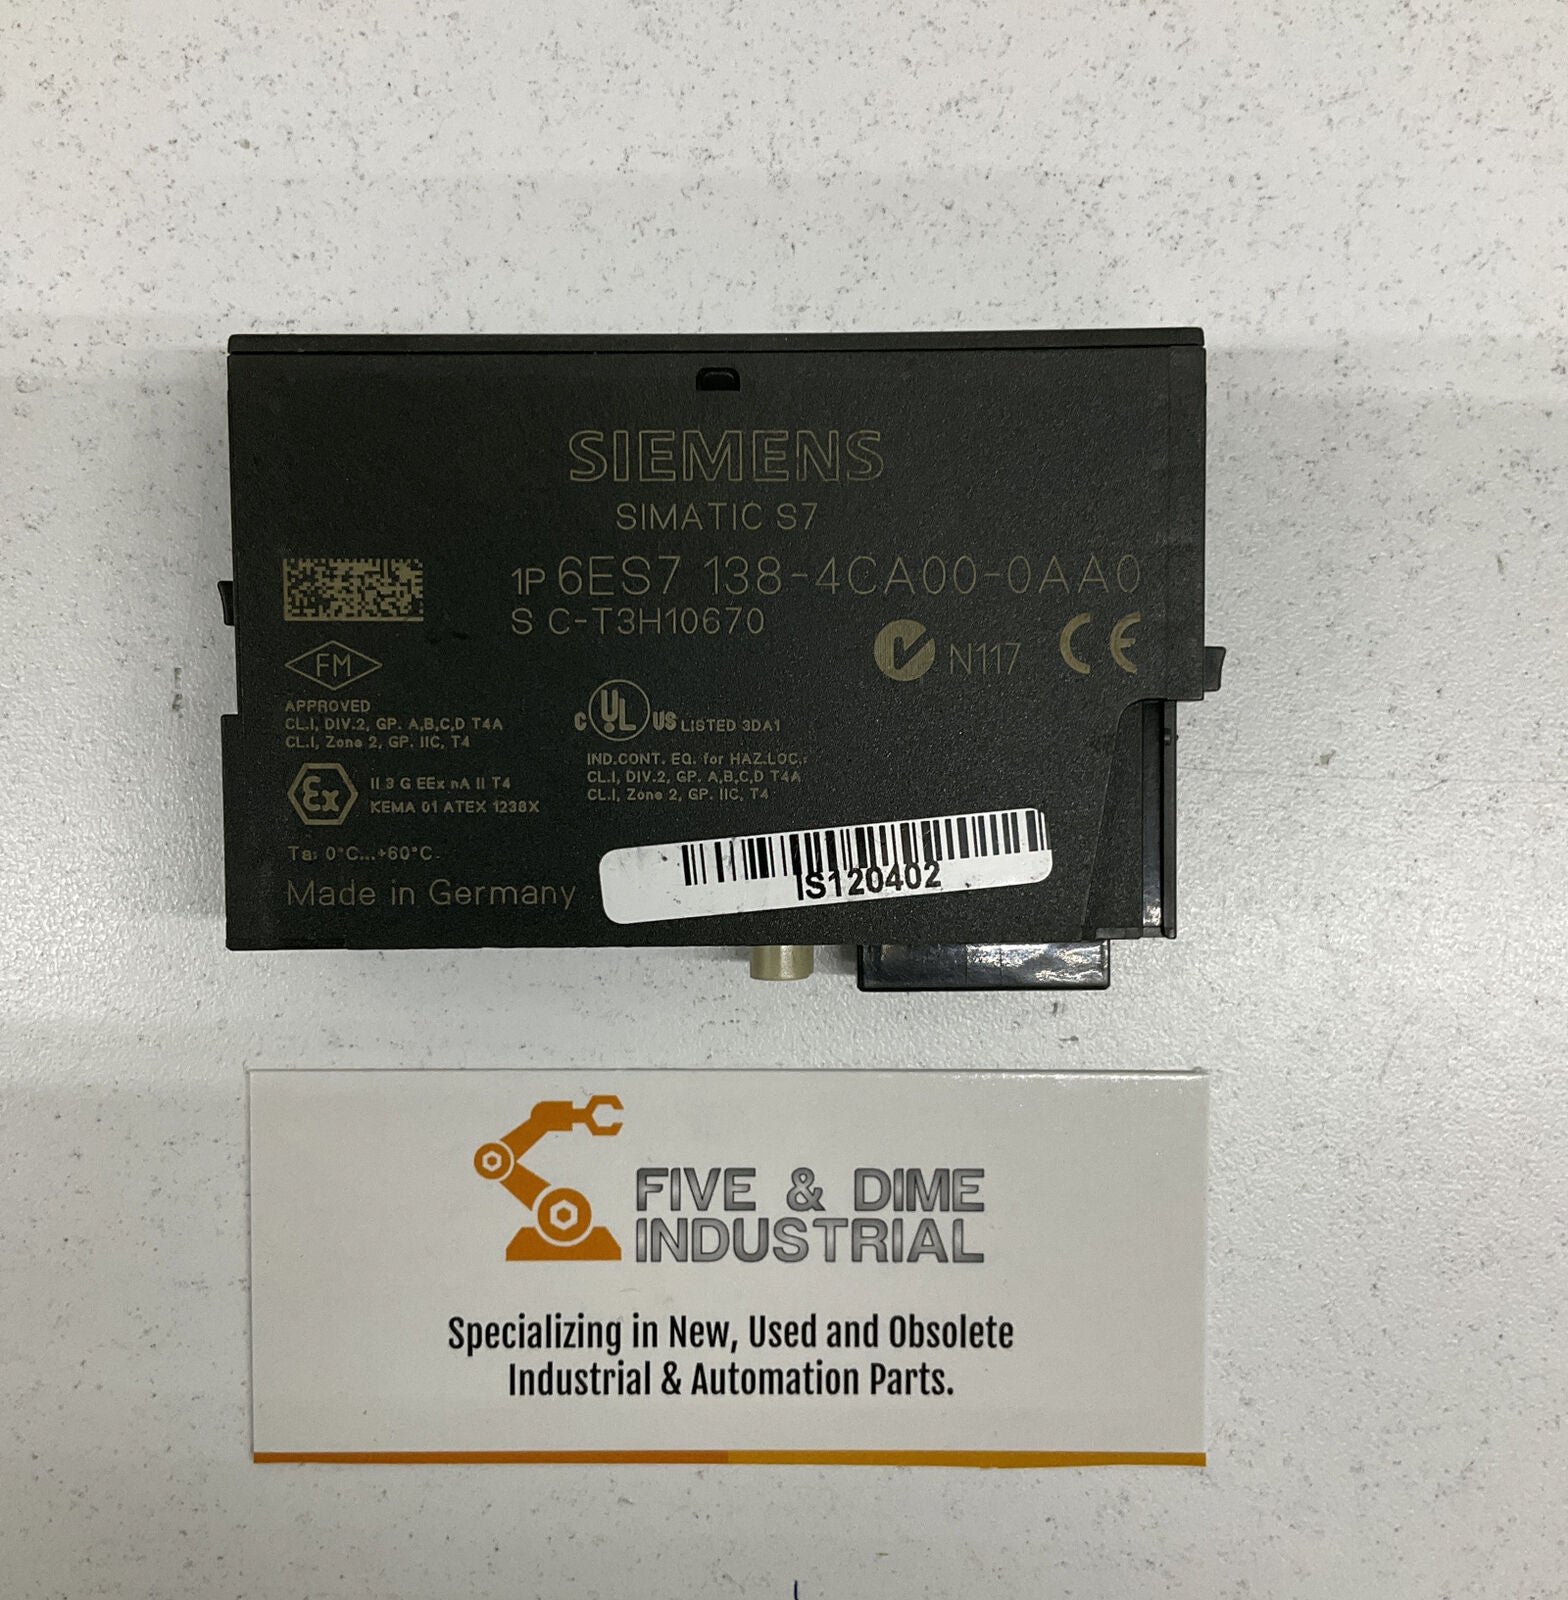 SIEMENS
SIMATIC S7
1P 6ES7 138-4CA00-0AA0
S C-T3H10670
N117 CE
FM
APPROVED
CL.I, DIV.2, GP. A,B,C,D T4A
CL.I, Zone 2, GP. IIC, T4
C UL US LISTED 3DA1
IND.CONT. EQ. for HAZ.LOC.:
CL.I, DIV.2, GP. A,B,C,D T4A
CL.I, Zone 2, GP. IIC, T4
Ex II 3 G EEx nA II T4
KEMA 01 ATEX 1238X
Ta: 0°C...+60°C.
Made in Germany
IS120402
FIVE & DIME
INDUSTRIAL
Specializing in New, Used and Obsolete
Industrial & Automation Parts.